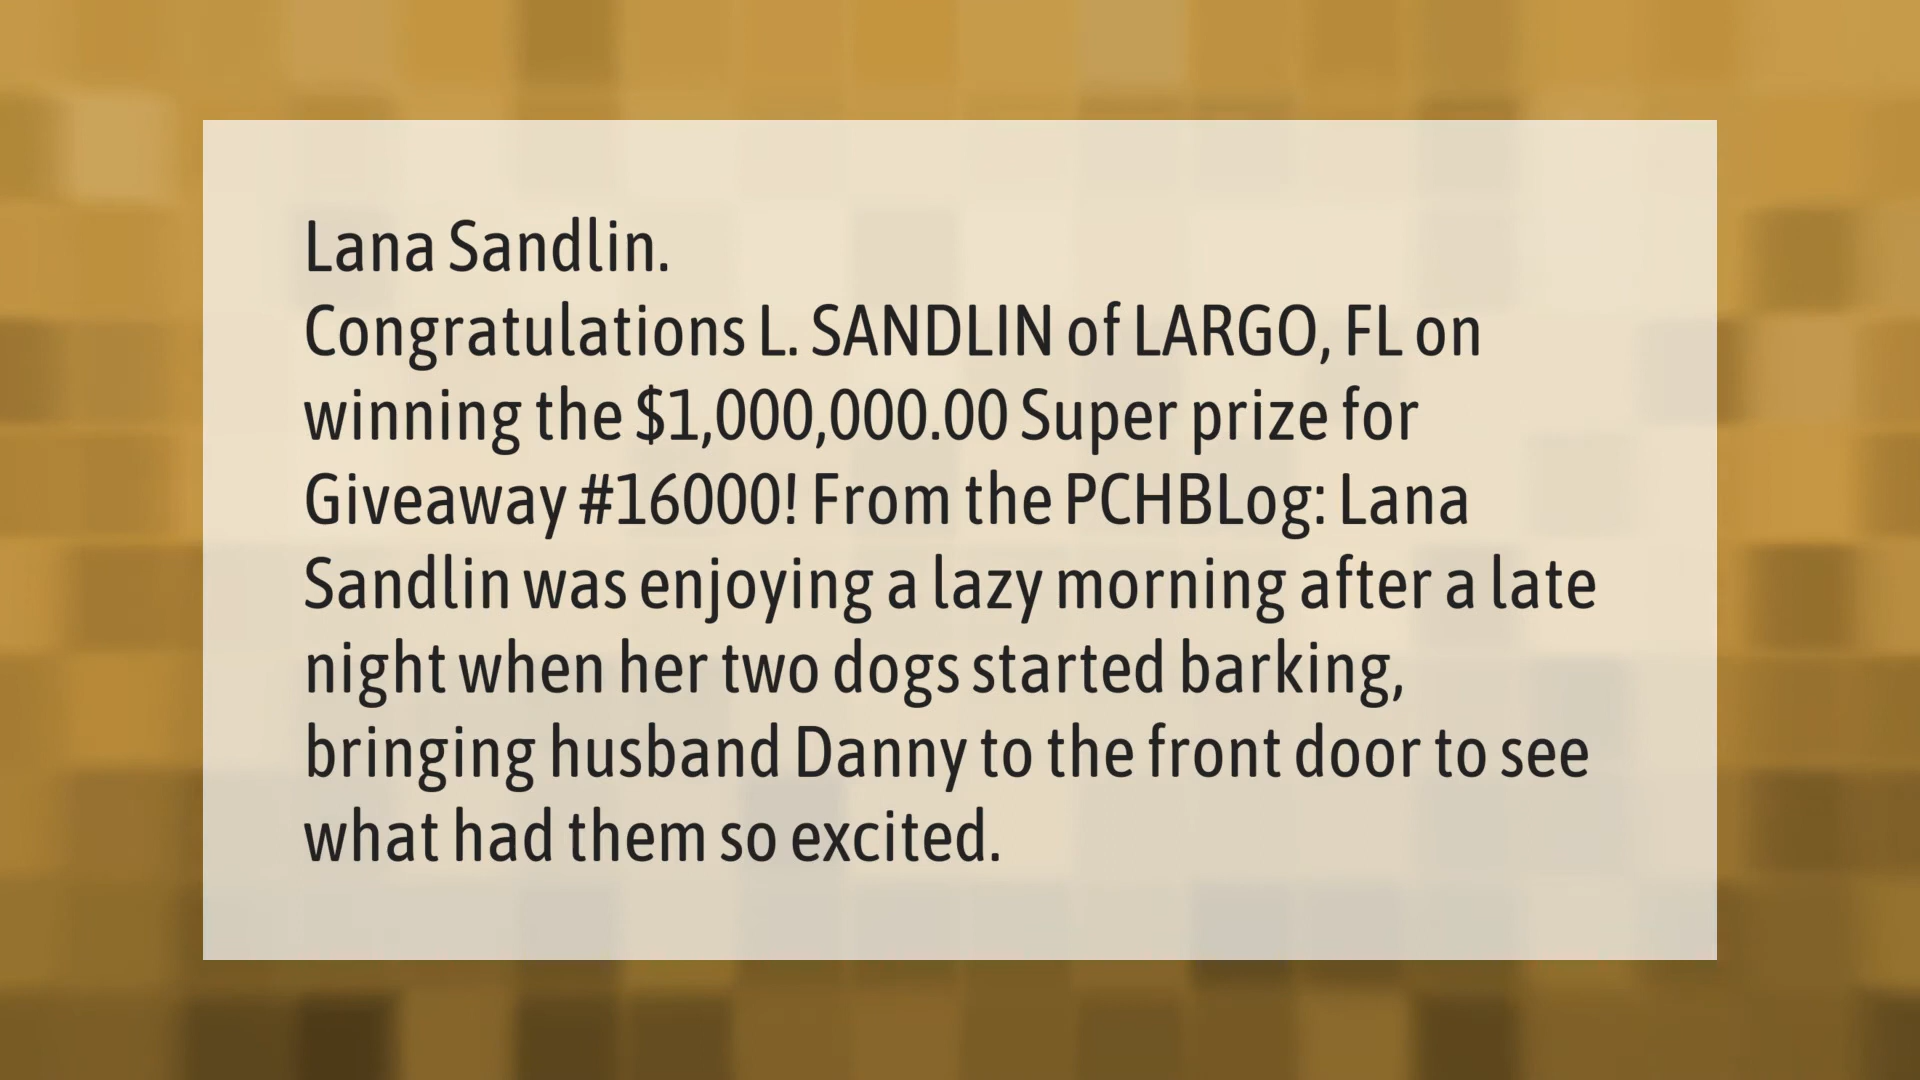 Lana Sandlin.
Congratulations L. SANDLIN of LARGO, FL on
winning the $1,000,000.00 Super prize for
Giveaway #16000! From the PCHBLog: Lana
Sandlin was enjoying a lazy morning after a late
night when her two dogs started barking,
bringing husband Danny to the front door to see
what had them so excited.